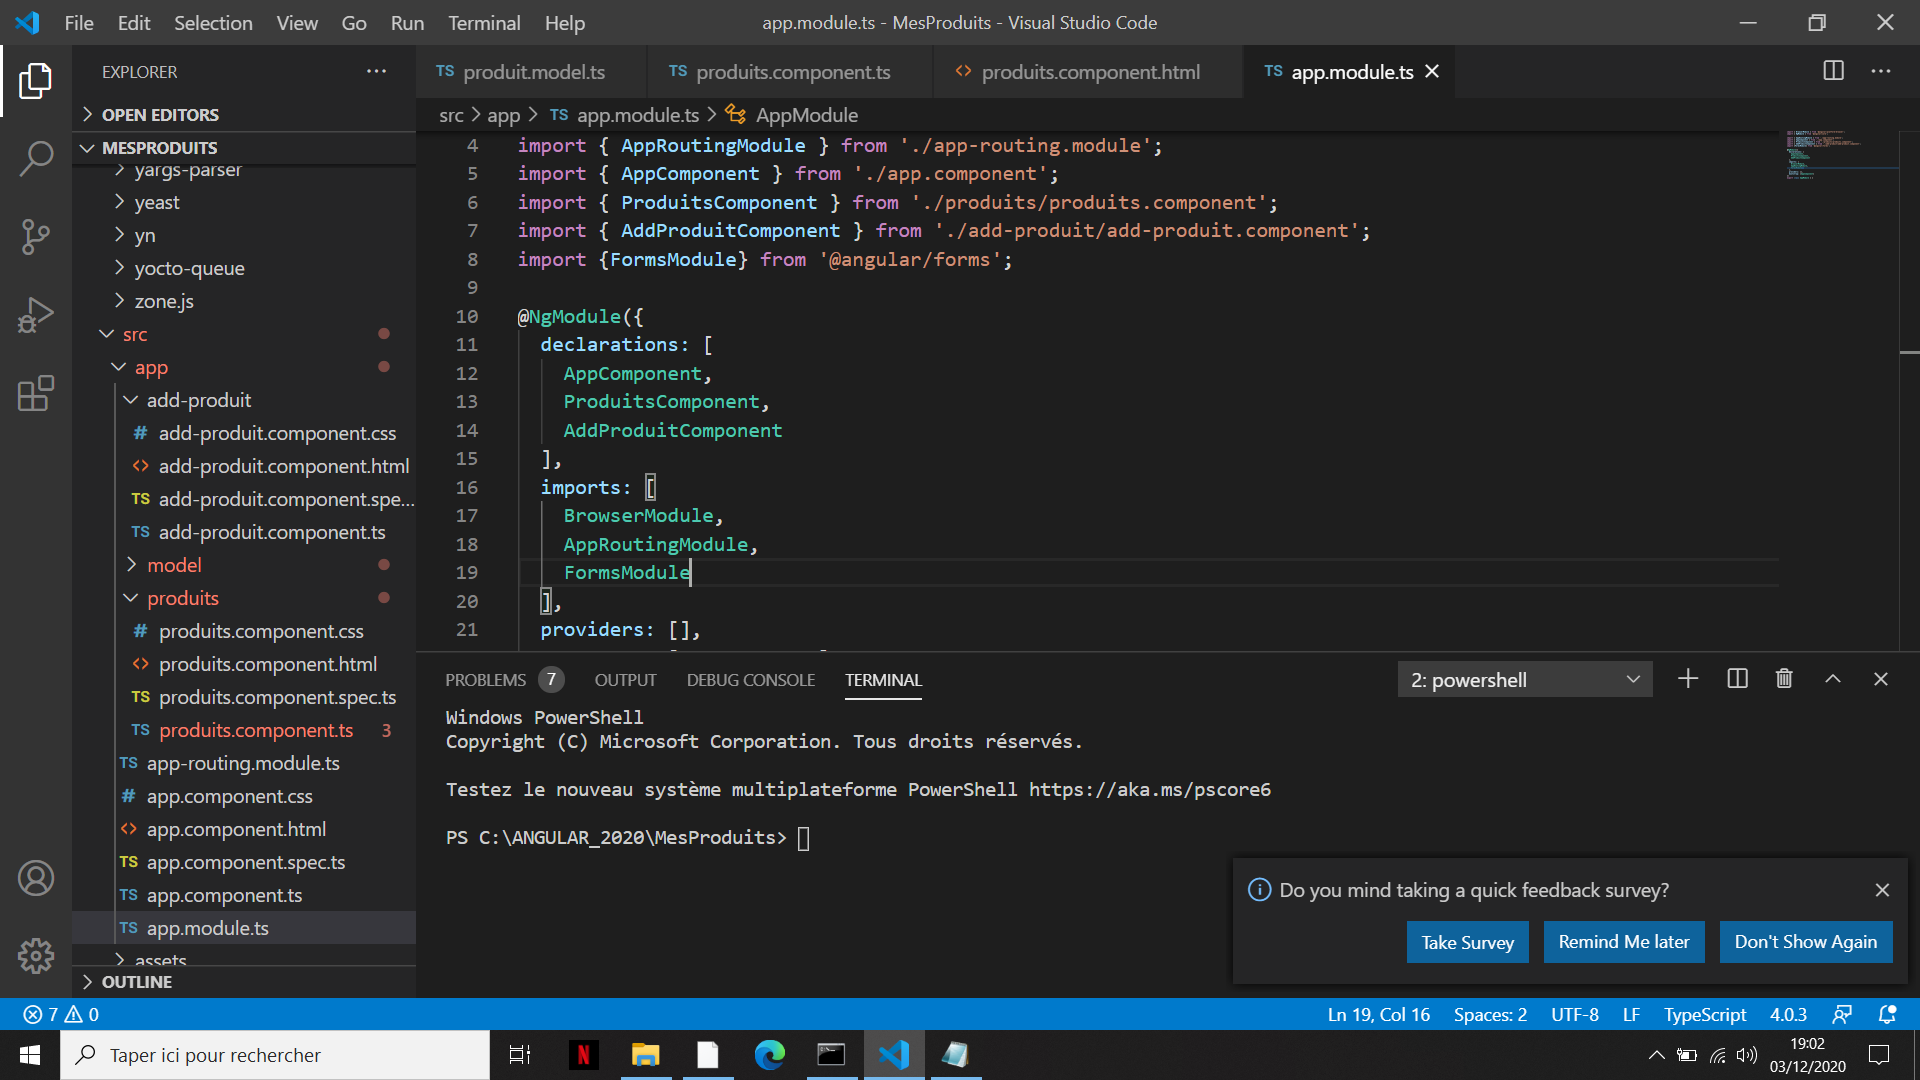 File Edit Selection View Go Run Terminal Help
app.module.ts - MesProduits - Visual Studio Code
EXPLORER
OPEN EDITORS
MESPRODUITS
yargs-parser
yeast
yn
yocto-queue
zone.js
src
app
add-produit
# add-produit.component.css
<> add-produit.component.html
TS add-produit.component.spe...
TS add-produit.component.ts
model
produits
# produits.component.css
<> produits.component.html
TS produits.component.spec.ts
TS produits.component.ts 3
TS app-routing.module.ts
# app.component.css
<> app.component.html
TS app.component.spec.ts
TS app.component.ts
TS app.module.ts
assets
OUTLINE
TS produit.model.ts
TS produits.component.ts
<> produits.component.html
TS app.module.ts
src > app > TS app.module.ts > AppModule
4 import { AppRoutingModule } from './app-routing.module';
5 import { AppComponent } from './app.component';
6 import { ProduitsComponent } from './produits/produits.component';
7 import { AddProduitComponent } from './add-produit/add-produit.component';
8 import {FormsModule} from '@angular/forms';
9
10 @NgModule({
11 declarations: [
12 AppComponent,
13 ProduitsComponent,
14 AddProduitComponent
15 ],
16 imports: [
17 BrowserModule,
18 AppRoutingModule,
19 FormsModule
20 ],
21 providers: [],
PROBLEMS 7 OUTPUT DEBUG CONSOLE TERMINAL
2: powershell
Windows PowerShell
Copyright (C) Microsoft Corporation. Tous droits réservés.
Testez le nouveau système multiplateforme PowerShell https://aka.ms/pscore6
PS C:\ANGULAR_2020\MesProduits>
Do you mind taking a quick feedback survey?
Take Survey
Remind Me later
Don't Show Again
7 0
Ln 19, Col 16 Spaces: 2 UTF-8 LF TypeScript 4.0.3
Taper ici pour rechercher
N
19:02
03/12/2020